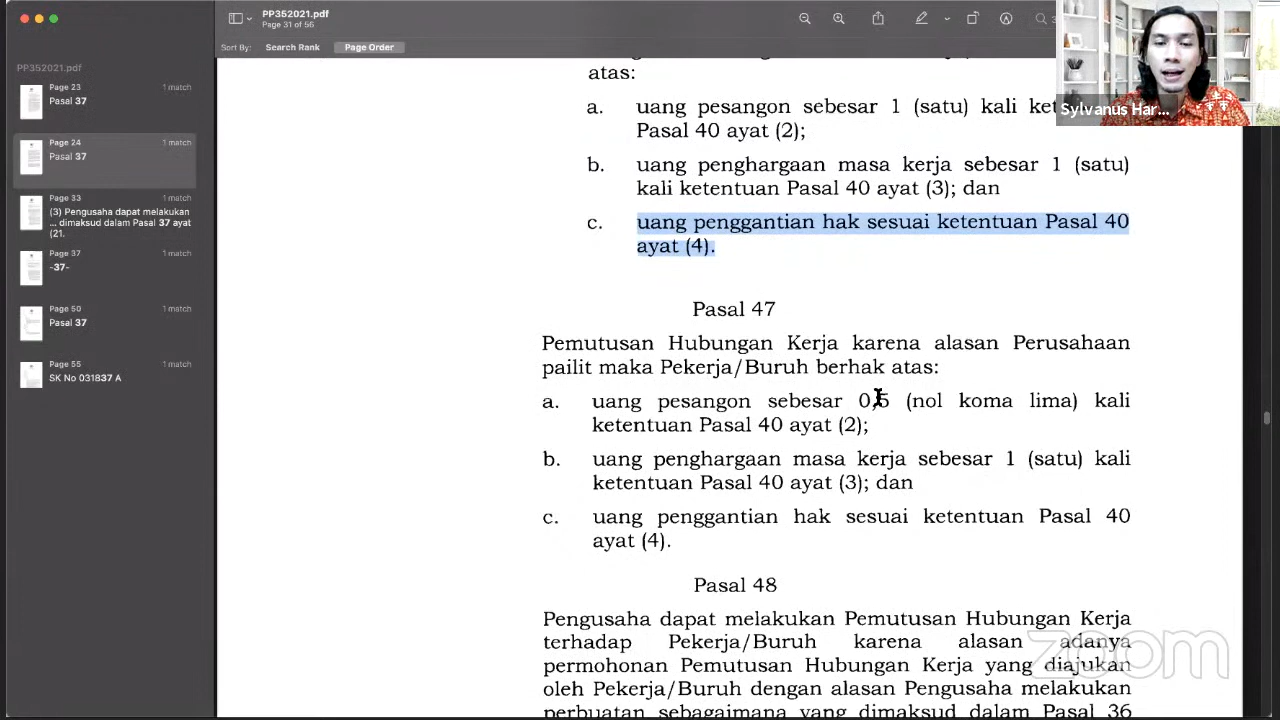 PP352021.pdf
Page 31 of 56
Sort By: Search Rank Page Order
PP352021.pdf
Page 23 1 match
Pasal 37
Page 24 1 match
Pasal 37
Page 33 1 match
(3) Pengusaha dapat melakukan
... dimaksud dalam Pasal 37 ayat
(21.
Page 37 1 match
-37-
Page 50 1 match
Pasal 37
Page 55 1 match
SK No 031837 A
atas:
a. uang pesangon sebesar 1 (satu) kali
Pasal 40 ayat (2);
b. uang penghargaan masa kerja sebesar 1 (satu)
kali ketentuan Pasal 40 ayat (3); dan
c. uang penggantian hak sesuai ketentuan Pasal 40
ayat (4).
Pasal 47
Pemutusan Hubungan Kerja karena alasan Perusahaan
pailit maka Pekerja/Buruh berhak atas:
a. uang pesangon sebesar 0,5 (nol koma lima) kali
ketentuan Pasal 40 ayat (2);
b. uang penghargaan masa kerja sebesar 1 (satu) kali
ketentuan Pasal 40 ayat (3); dan
c. uang penggantian hak sesuai ketentuan Pasal 40
ayat (4).
Pasal 48
Pengusaha dapat melakukan Pemutusan Hubungan Kerja
terhadap Pekerja/Buruh karena alasan adanya
permohonan Pemutusan Hubungan Kerja yang diajukan
oleh Pekerja/Buruh dengan alasan Pengusaha melakukan
perbuatan sebagaimana yang dimaksud dalam Pasal 36
Sylvanus Har...
zoom